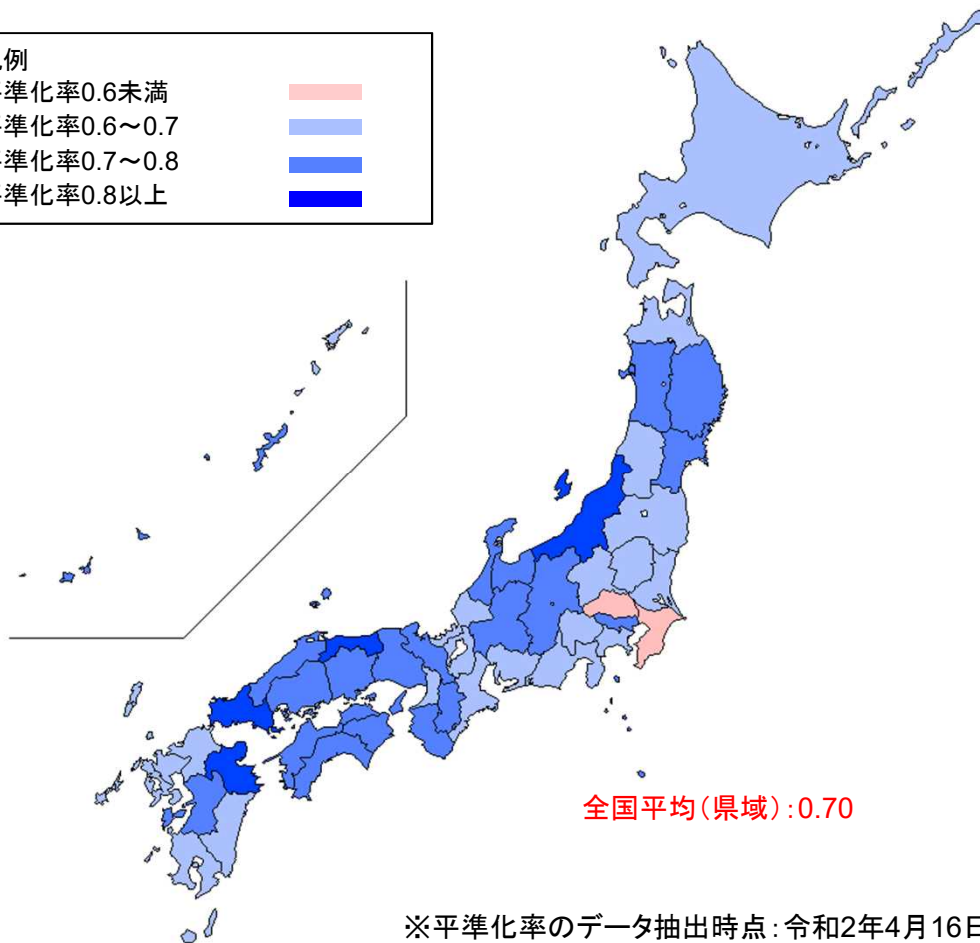 例
準化率0.6未満
準化率0.6～0.7
準化率0.7～0.8
準化率0.8以上
全国平均（県域）：0.70
※平準化率のデータ抽出時点：令和2年4月16日